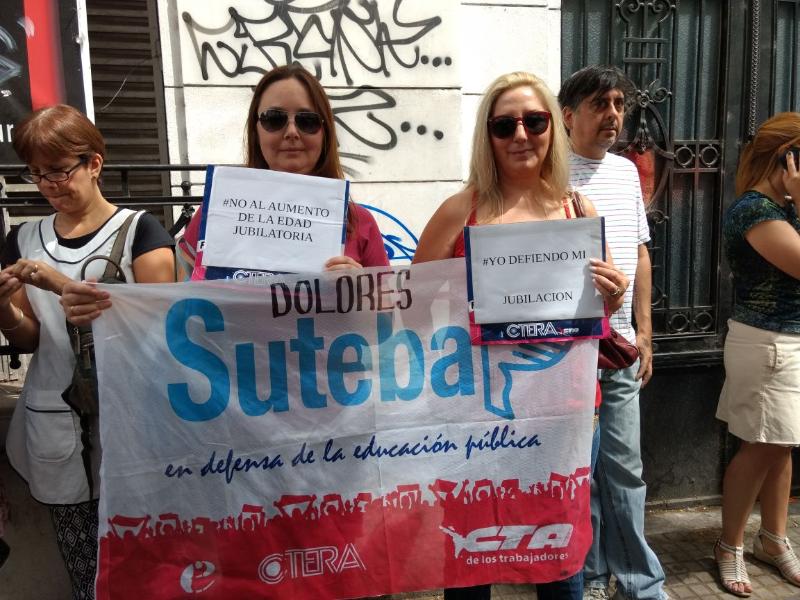 #NO AL AUMENTO
DE LA EDAD
JUBILATORIA
CTERA
#YO DEFIENDO MI
JUBILACION
CTERA
DOLORES
Suteba
en defensa de la educación pública
e
CTERA
CTA
de los trabajadores